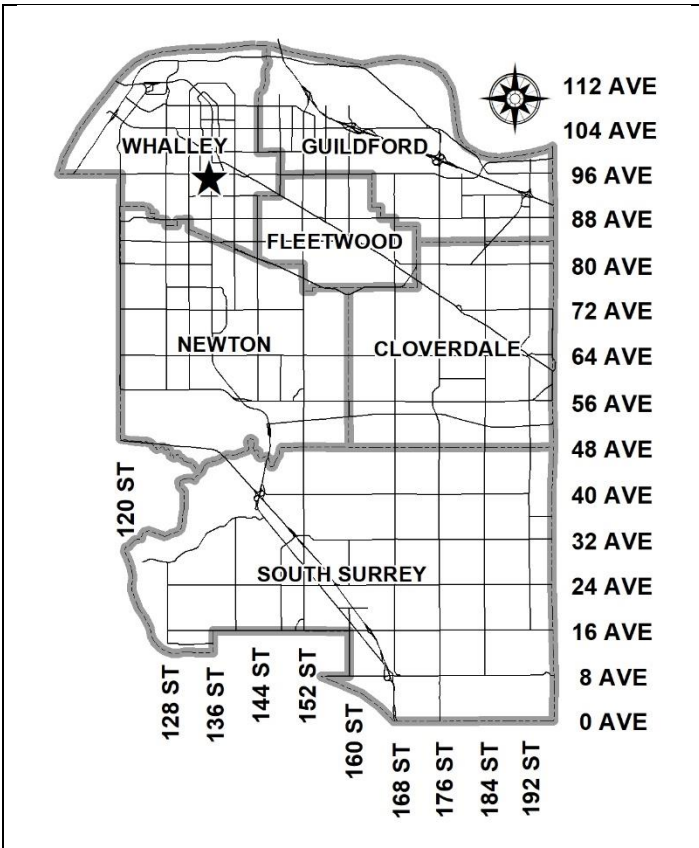 112 AVE
104 AVE
WHALLEY
GUILDFORD
96 AVE
88 AVE
FLEETWOOD
80 AVE
72 AVE
NEWTON
CLOVERDALE
64 AVE
56 AVE
48 AVE
120 ST
40 AVE
32 AVE
SOUTH SURREY
24 AVE
16 AVE
128 ST
136 ST
144 ST
152 ST
160 ST
8 AVE
0 AVE
168 ST
176 ST
184 ST
192 ST